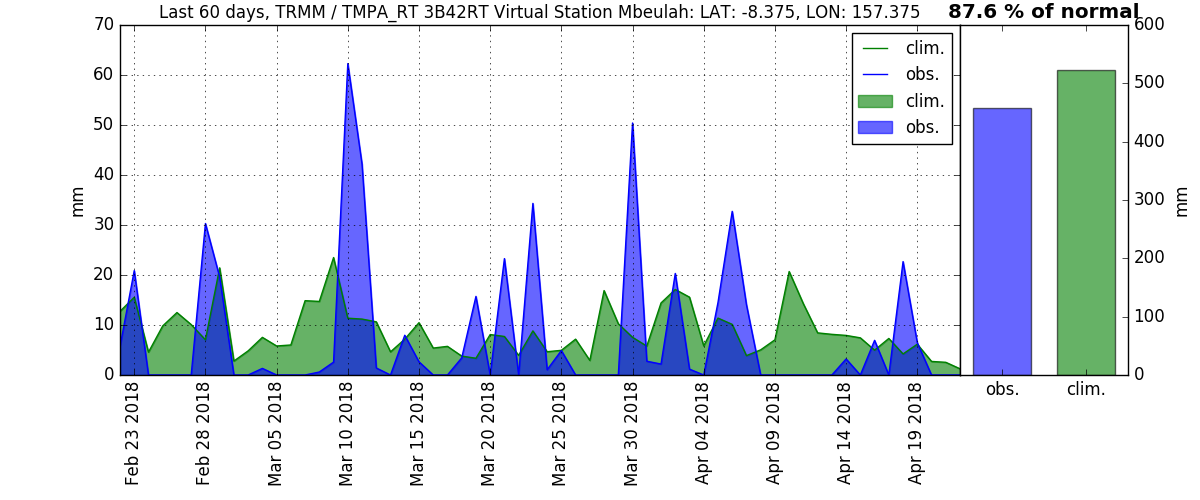 Last 60 days, TRMM / TMPA_RT 3B42RT Virtual Station Mbeulah: LAT: -8.375, LON: 157.375
87.6 % of normal
70
60
50
40
30
20
10
0
mm
clim.
obs.
clim.
obs.
600
500
400
300
200
100
0
mm
obs.
clim.
Feb 23 2018
Feb 28 2018
Mar 05 2018
Mar 10 2018
Mar 15 2018
Mar 20 2018
Mar 25 2018
Mar 30 2018
Apr 04 2018
Apr 09 2018
Apr 14 2018
Apr 19 2018